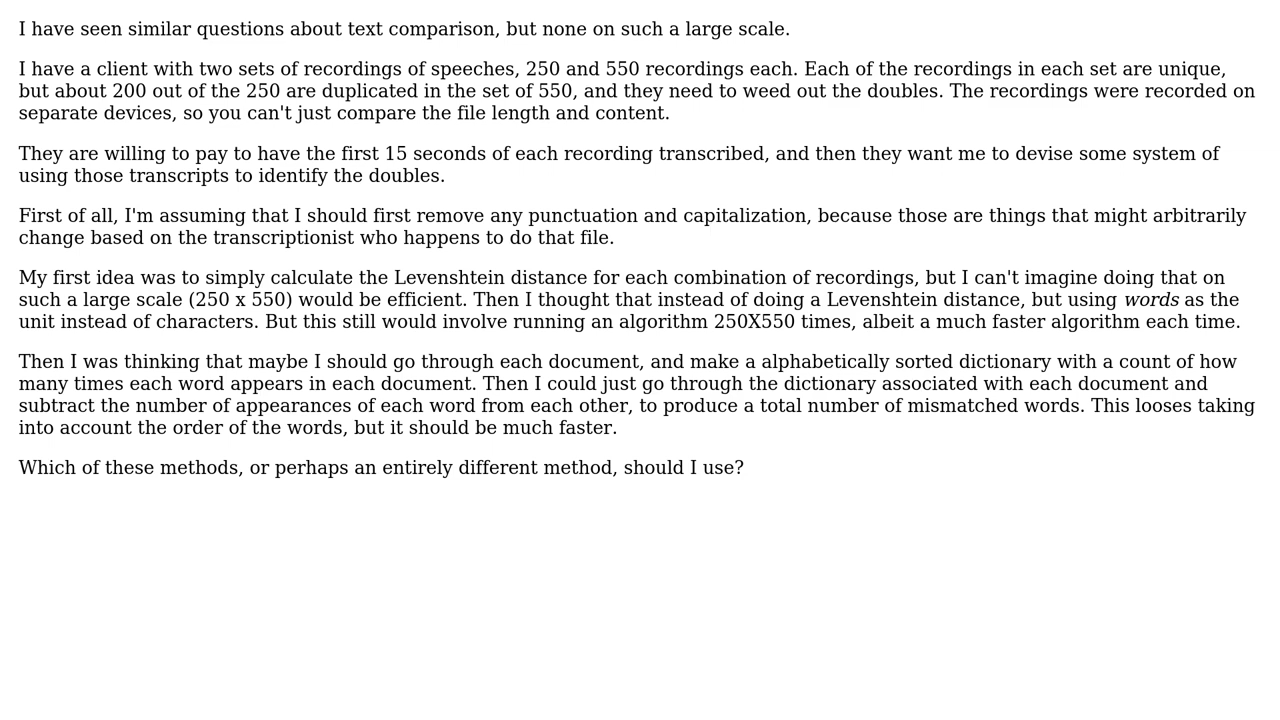 I have seen similar questions about text comparison, but none on such a large scale.
I have a client with two sets of recordings of speeches, 250 and 550 recordings each. Each of the recordings in each set are unique,
but about 200 out of the 250 are duplicated in the set of 550, and they need to weed out the doubles. The recordings were recorded on
separate devices, so you can't just compare the file length and content.
They are willing to pay to have the first 15 seconds of each recording transcribed, and then they want me to devise some system of
using those transcripts to identify the doubles.
First of all, I'm assuming that I should first remove any punctuation and capitalization, because those are things that might arbitrarily
change based on the transcriptionist who happens to do that file.
My first idea was to simply calculate the Levenshtein distance for each combination of recordings, but I can't imagine doing that on
such a large scale (250 x 550) would be efficient. Then I thought that instead of doing a Levenshtein distance, but using words as the
unit instead of characters. But this still would involve running an algorithm 250X550 times, albeit a much faster algorithm each time.
Then I was thinking that maybe I should go through each document, and make a alphabetically sorted dictionary with a count of how
many times each word appears in each document. Then I could just go through the dictionary associated with each document and
subtract the number of appearances of each word from each other, to produce a total number of mismatched words. This looses taking
into account the order of the words, but it should be much faster.
Which of these methods, or perhaps an entirely different method, should I use?